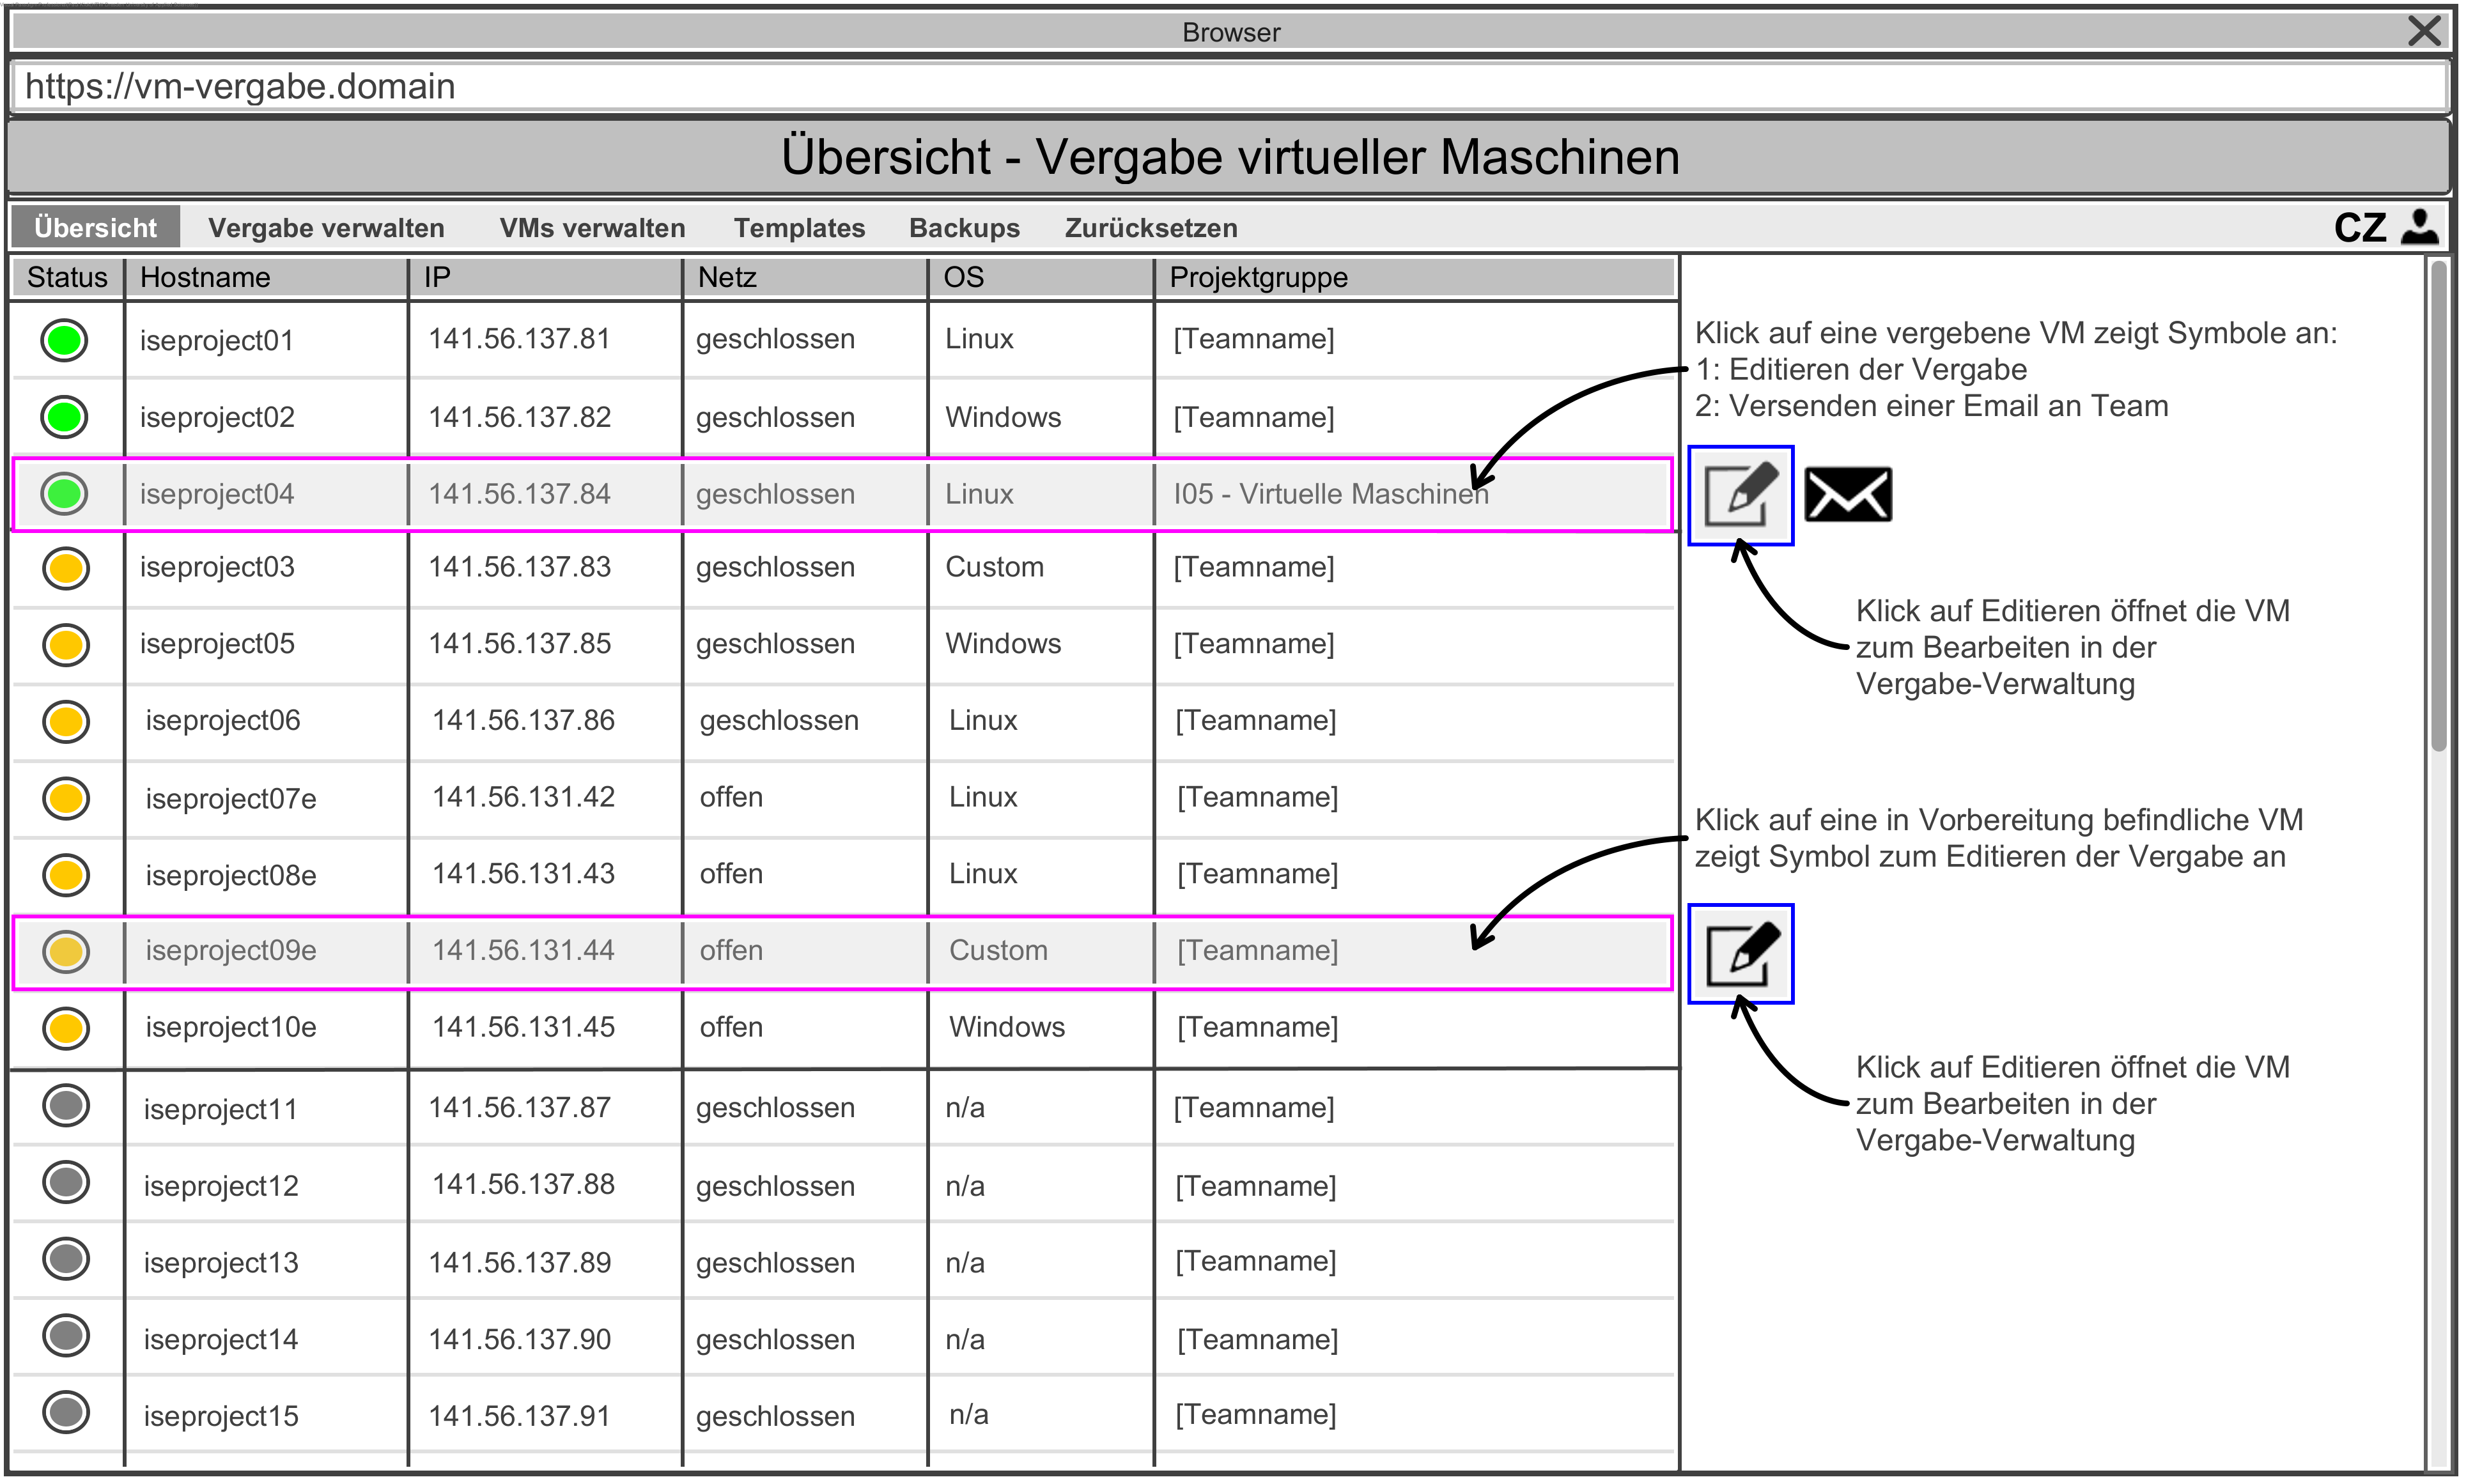 Browser
https://vm-vergabe.domain
Übersicht - Vergabe virtueller Maschinen
Übersicht Vergabe verwalten VMs verwalten Templates Backups Zurücksetzen CZ
Status Hostname IP Netz OS Projektgruppe
iseproject01 141.56.137.81 geschlossen Linux [Teamname]
iseproject02 141.56.137.82 geschlossen Windows [Teamname]
iseproject04 141.56.137.84 geschlossen Linux I05 - Virtuelle Maschinen
iseproject03 141.56.137.83 geschlossen Custom [Teamname]
iseproject05 141.56.137.85 geschlossen Windows [Teamname]
iseproject06 141.56.137.86 geschlossen Linux [Teamname]
iseproject07e 141.56.131.42 offen Linux [Teamname]
iseproject08e 141.56.131.43 offen Linux [Teamname]
iseproject09e 141.56.131.44 offen Custom [Teamname]
iseproject10e 141.56.131.45 offen Windows [Teamname]
iseproject11 141.56.137.87 geschlossen n/a [Teamname]
iseproject12 141.56.137.88 geschlossen n/a [Teamname]
iseproject13 141.56.137.89 geschlossen n/a [Teamname]
iseproject14 141.56.137.90 geschlossen n/a [Teamname]
iseproject15 141.56.137.91 geschlossen n/a [Teamname]
Klick auf eine vergebene VM zeigt Symbole an:
1: Editieren der Vergabe
2: Versenden einer Email an Team
Klick auf Editieren öffnet die VM
zum Bearbeiten in der
Vergabe-Verwaltung
Klick auf eine in Vorbereitung befindliche VM
zeigt Symbol zum Editieren der Vergabe an
Klick auf Editieren öffnet die VM
zum Bearbeiten in der
Vergabe-Verwaltung